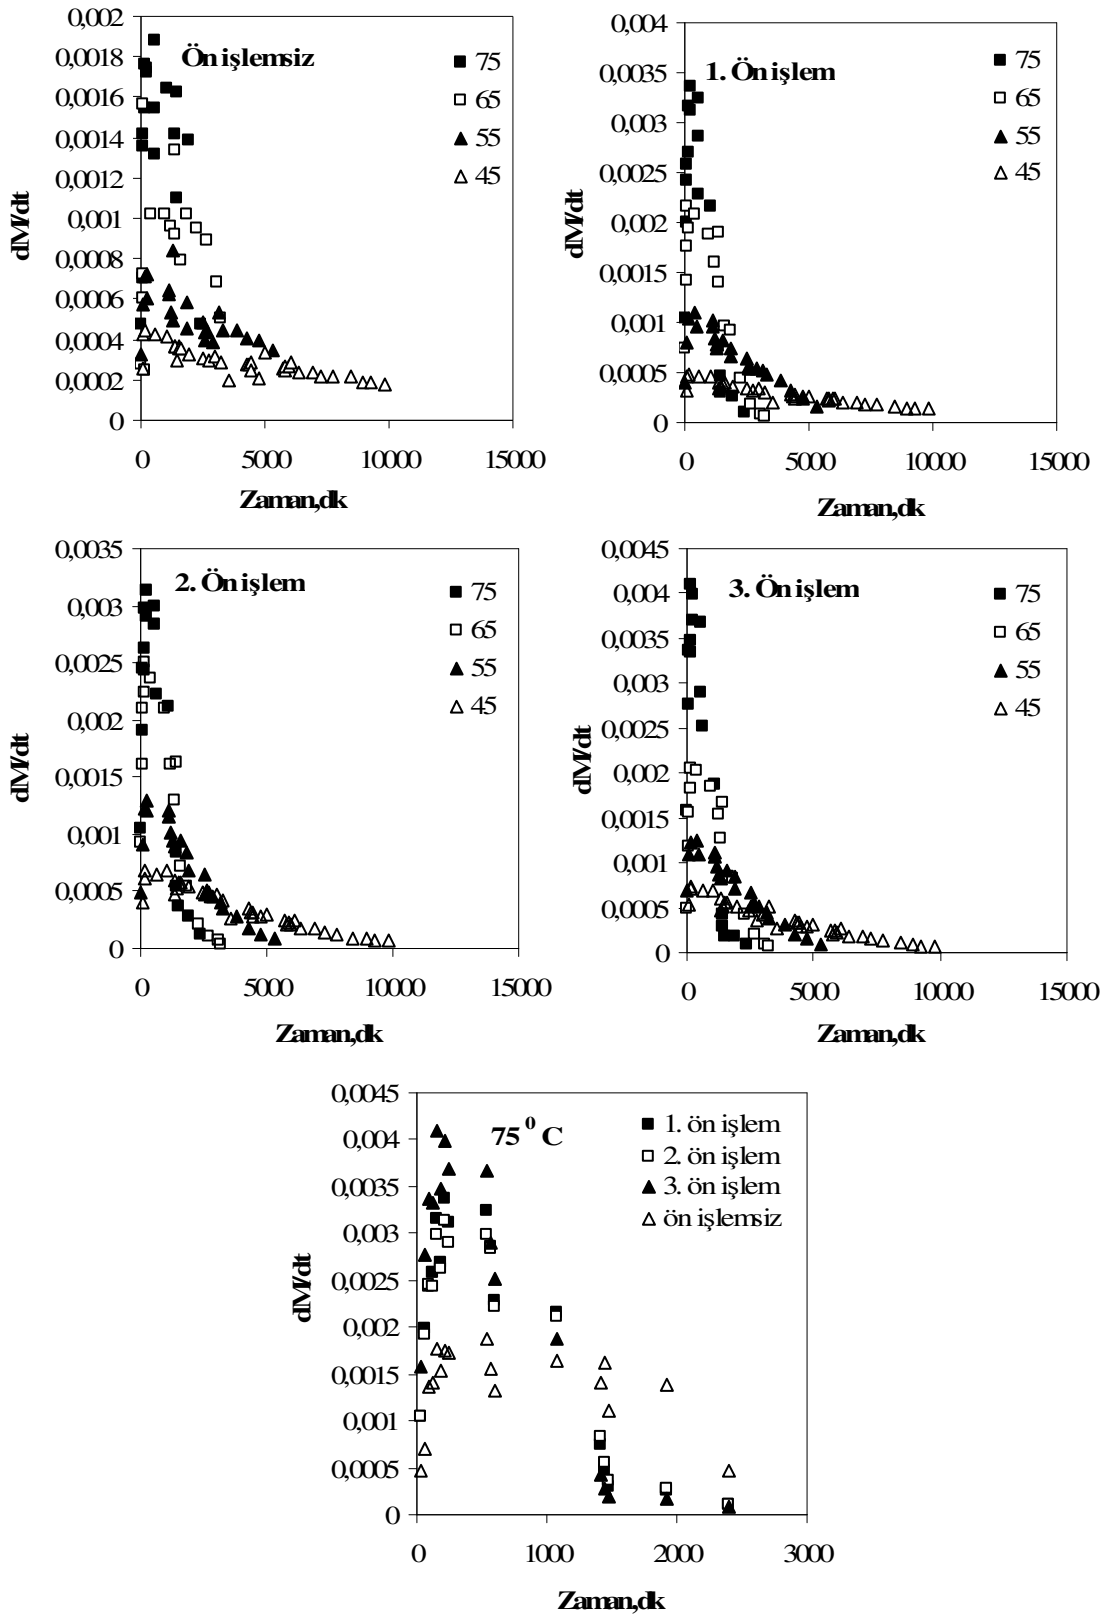 Ön işlemsiz
0,002
0,0018
0,0016
0,0014
0,0012
0,001
0,0008
0,0006
0,0004
0,0002
0
dM/dt
75
65
55
45
0 5000 10000 15000
Zaman,dk
1. Ön işlem
0,004
0,0035
0,003
0,0025
0,002
0,0015
0,001
0,0005
0
dM/dt
75
65
55
45
0 5000 10000 15000
Zaman,dk
2. Ön işlem
0,0035
0,003
0,0025
0,002
0,0015
0,001
0,0005
0
dM/dt
75
65
55
45
0 5000 10000 15000
Zaman,dk
3. Ön işlem
0,0045
0,004
0,0035
0,003
0,0025
0,002
0,0015
0,001
0,0005
0
dM/dt
75
65
55
45
0 5000 10000 15000
Zaman,dk
75 ⁰ C
0,0045
0,004
0,0035
0,003
0,0025
0,002
0,0015
0,001
0,0005
0
dM/dt
1. ön işlem
2. ön işlem
3. ön işlem
ön işlemsiz
0 1000 2000 3000
Zaman,dk